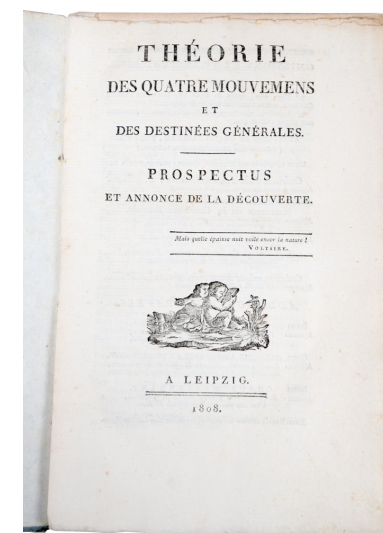 THÉORIE
DES QUATRE MOUVEMENS
ET
DES DESTINÉES GÉNÉRALES.
PROSPECTUS
ET ANNONCE DE LA DÉCOUVERTE.
Mais quelle épaisse nuit voile encor la nature !
VOLTAIRE.
A LEIPZIG.
1808.